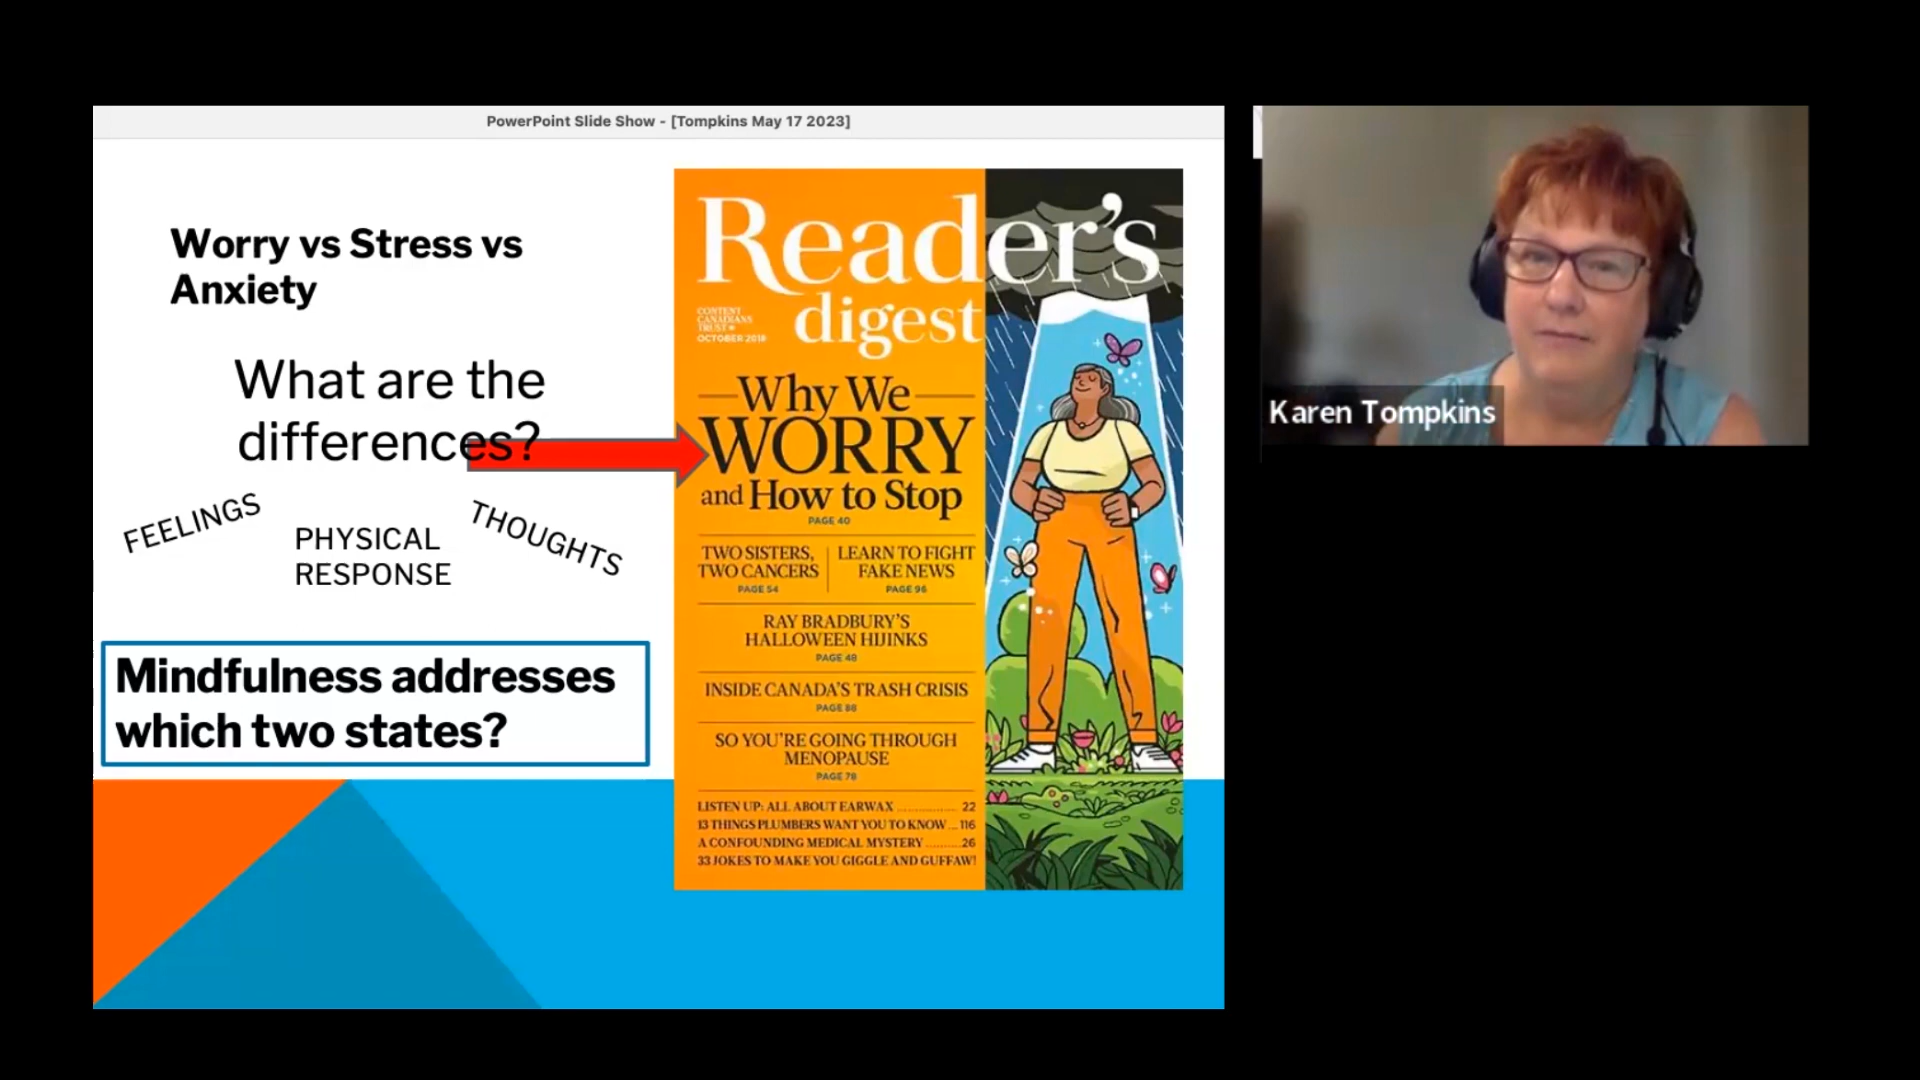 PowerPoint Slide Show - [Tompkins May 17 2023]
Worry vs Stress vs
Anxiety
What are the
differences?
FEELINGS
PHYSICAL
RESPONSE
THOUGHTS
Mindfulness addresses
which two states?
Reader's
digest
CONTENT
CANADIANS
TRUST
OCTOBER 2019
Why We
WORRY
and How to Stop
PAGE 40
TWO SISTERS,
TWO CANCERS
PAGE 54
LEARN TO FIGHT
FAKE NEWS
PAGE 96
RAY BRADBURY'S
HALLOWEEN HIJINKS
PAGE 48
INSIDE CANADA'S TRASH CRISIS
PAGE 86
SO YOU'RE GOING THROUGH
MENOPAUSE
PAGE 78
LISTEN UP: ALL ABOUT EARWAX .................. 22
13 THINGS PLUMBERS WANT YOU TO KNOW ... 116
A CONFOUNDING MEDICAL MYSTERY .......... 26
33 JOKES TO MAKE YOU GIGGLE AND GUFFAW!
Karen Tompkins